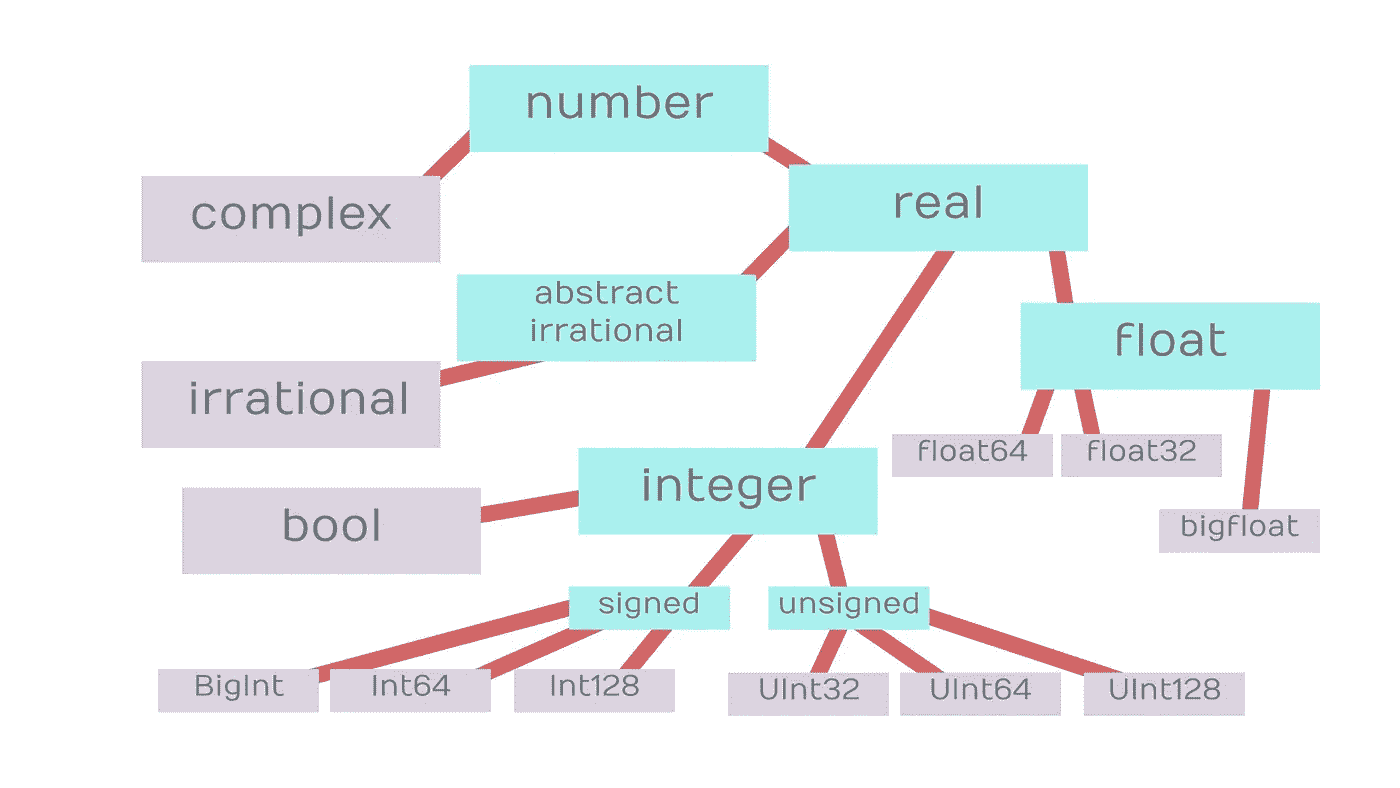 number
complex
real
abstract
irrational
float
irrational
float64
float32
integer
bool
bigfloat
signed
unsigned
BigInt
Int64
Int128
UInt32
UInt64
UInt128